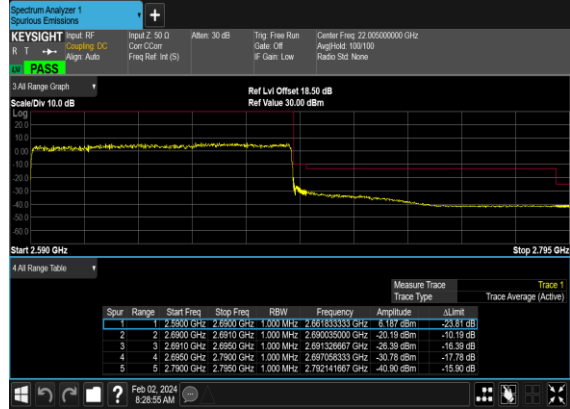 Spectrum Analyzer 1
Spurious Emissions
KEYSIGHT
R T
LNI PASS
Input: RF
Coupling: DC
Align: Auto
Input Z: 50 Ω
Corr CCorr
Freq Ref: Int (S)
Atten: 30 dB
Trig: Free Run
Gate: Off
IF Gain: Low
Center Freq: 22.005000000 GHz
Avg|Hold: 100/100
Radio Std: None
3 All Range Graph
Scale/Div 10.0 dB
Ref Lvl Offset 18.50 dB
Ref Value 30.00 dBm
Log
20.0
10.0
0.00
-10.0
-20.0
-30.0
-40.0
-50.0
-60.0
Start 2.590 GHz
Stop 2.795 GHz
4 All Range Table
Measure Trace Trace 1
Trace Type Trace Average (Active)
Spur Range Start Freq Stop Freq RBW Frequency Amplitude ΔLimit
1 1 2.5900 GHz 2.6900 GHz 1.000 MHz 2.661833333 GHz 6.187 dBm -23.81 dB
2 2 2.6900 GHz 2.6910 GHz 1.000 MHz 2.690035000 GHz -20.19 dBm -10.19 dB
3 3 2.6910 GHz 2.6950 GHz 1.000 MHz 2.691326667 GHz -26.39 dBm -16.39 dB
4 4 2.6950 GHz 2.7900 GHz 1.000 MHz 2.697058333 GHz -30.78 dBm -17.78 dB
5 5 2.7900 GHz 2.7950 GHz 1.000 MHz 2.792141667 GHz -40.90 dBm -15.90 dB
Feb 02, 2024
8:28:55 AM